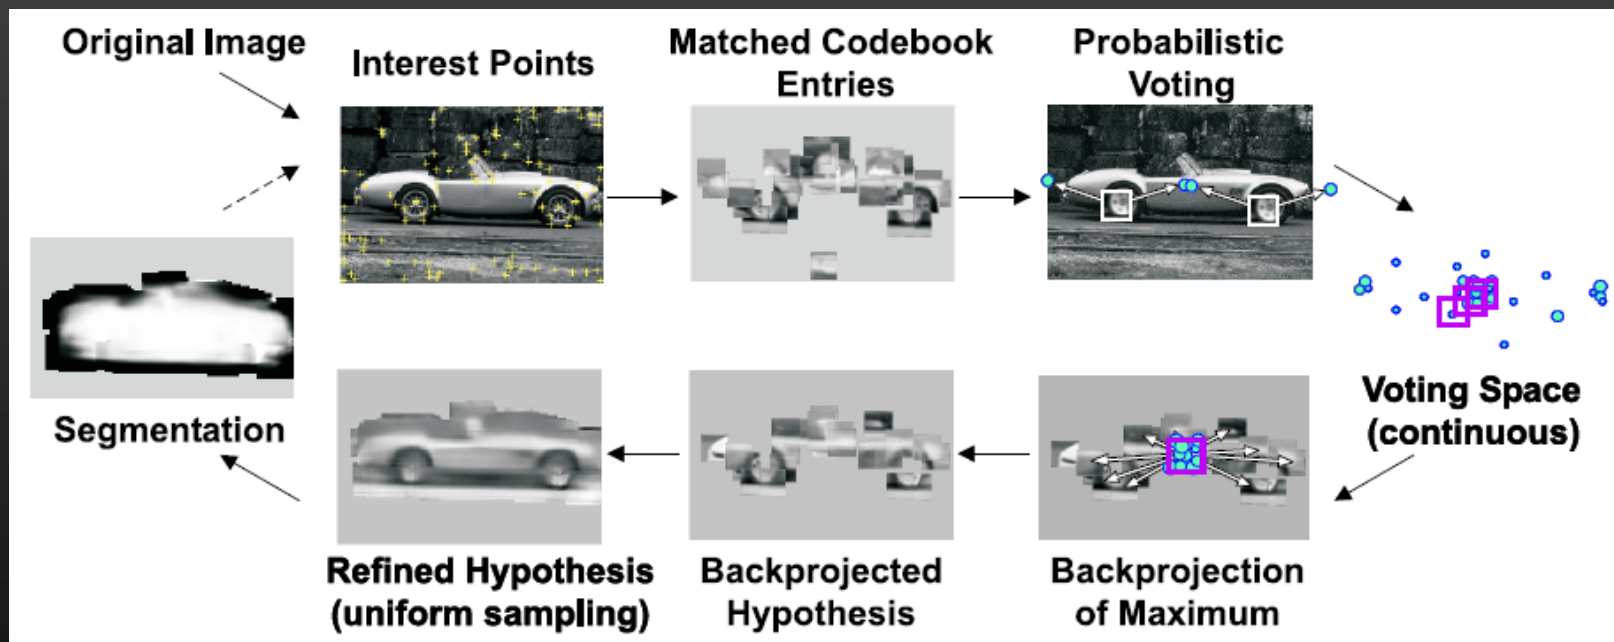 Original Image
Interest Points
Matched Codebook
Entries
Probabilistic
Voting
Voting Space
(continuous)
Segmentation
Refined Hypothesis
(uniform sampling)
Backprojected
Hypothesis
Backprojection
of Maximum